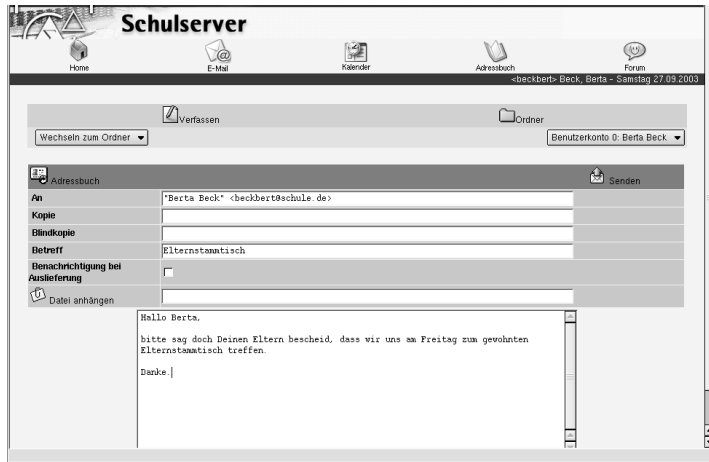 Schulserver
Home E-Mail Kalender Adressbuch Forum
<beckbert> Beck, Berta - Samstag 27.09.2003
Verfassen Ordner
Wechseln zum Ordner Benutzerkonto 0: Berta Beck
Adressbuch Senden
An "Berta Beck" <beckbert@schule.de>
Kopie
Blindkopie
Betreff Elternstammtisch
Benachrichtigung bei
Auslieferung
Datei anhängen
Hallo Berta,
bitte sag doch Deinen Eltern bescheid, dass wir uns am Freitag zum gewohnten
Elternstammtisch treffen.
Danke.